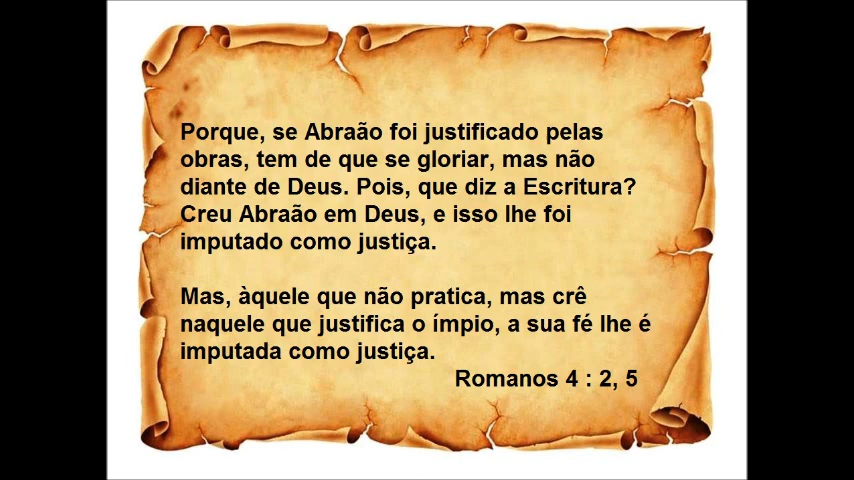 Porque, se Abraão foi justificado pelas
obras, tem de que se gloriar, mas não
diante de Deus. Pois, que diz a Escritura?
Creu Abraão em Deus, e isso lhe foi
imputado como justiça.
Mas, àquele que não pratica, mas crê
naquele que justifica o ímpio, a sua fé lhe é
imputada como justiça.
Romanos 4 : 2, 5